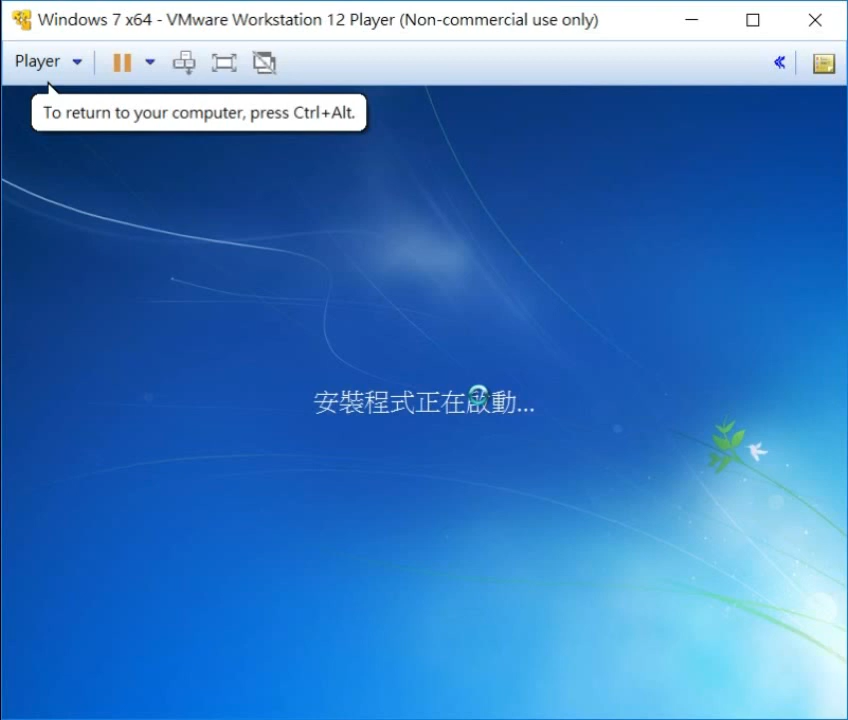 Windows 7 x64 - VMware Workstation 12 Player (Non-commercial use only)
Player
To return to your computer, press Ctrl+Alt.
安裝程式正在啟動...